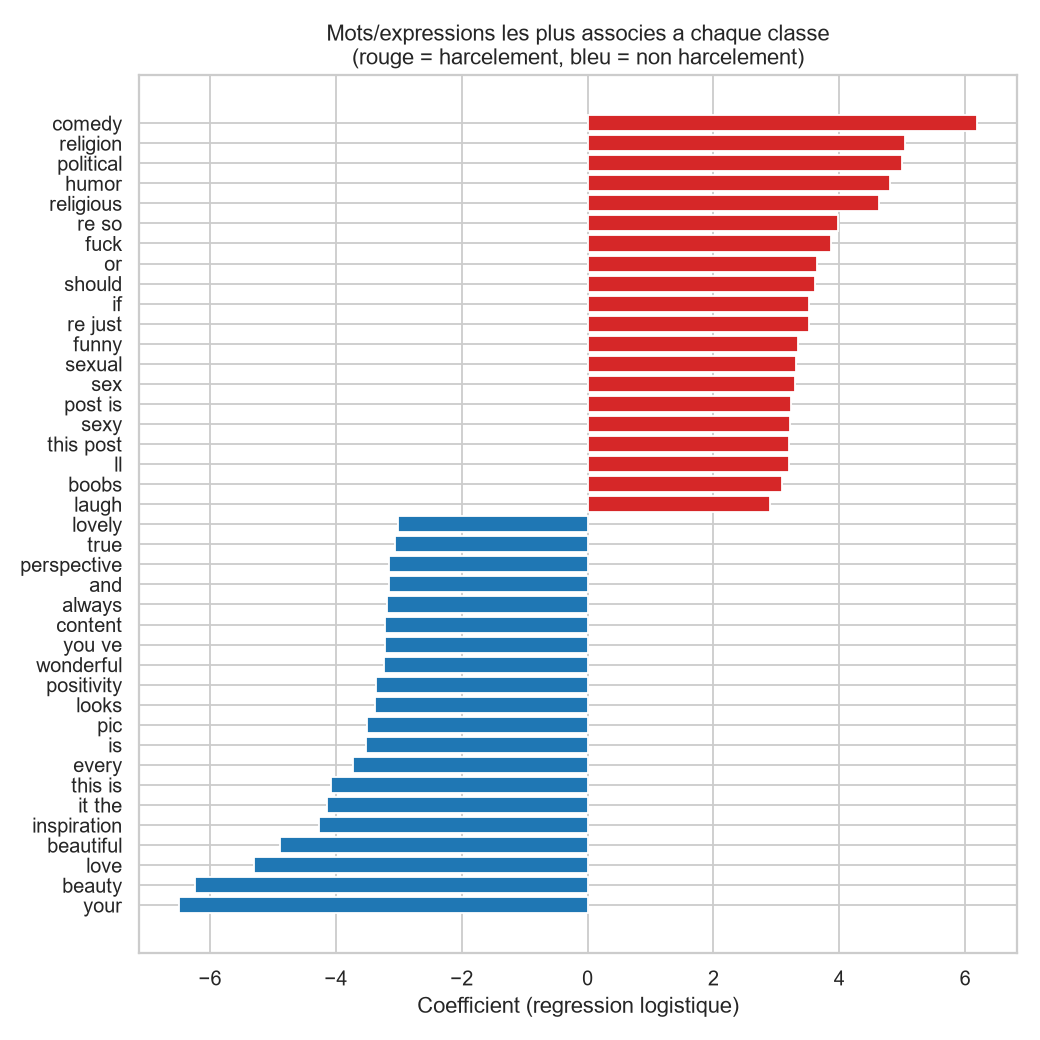 Mots/expressions les plus associes a chaque classe
(rouge = harcelement, bleu = non harcelement)
comedy
religion
political
humor
religious
re so
fuck
or
should
if
re just
funny
sexual
sex
post is
sexy
this post
ll
boobs
laugh
lovely
true
perspective
and
always
content
you ve
wonderful
positivity
looks
pic
is
every
this is
it the
inspiration
beautiful
love
beauty
your
−6 −4 −2 0 2 4 6
Coefficient (regression logistique)